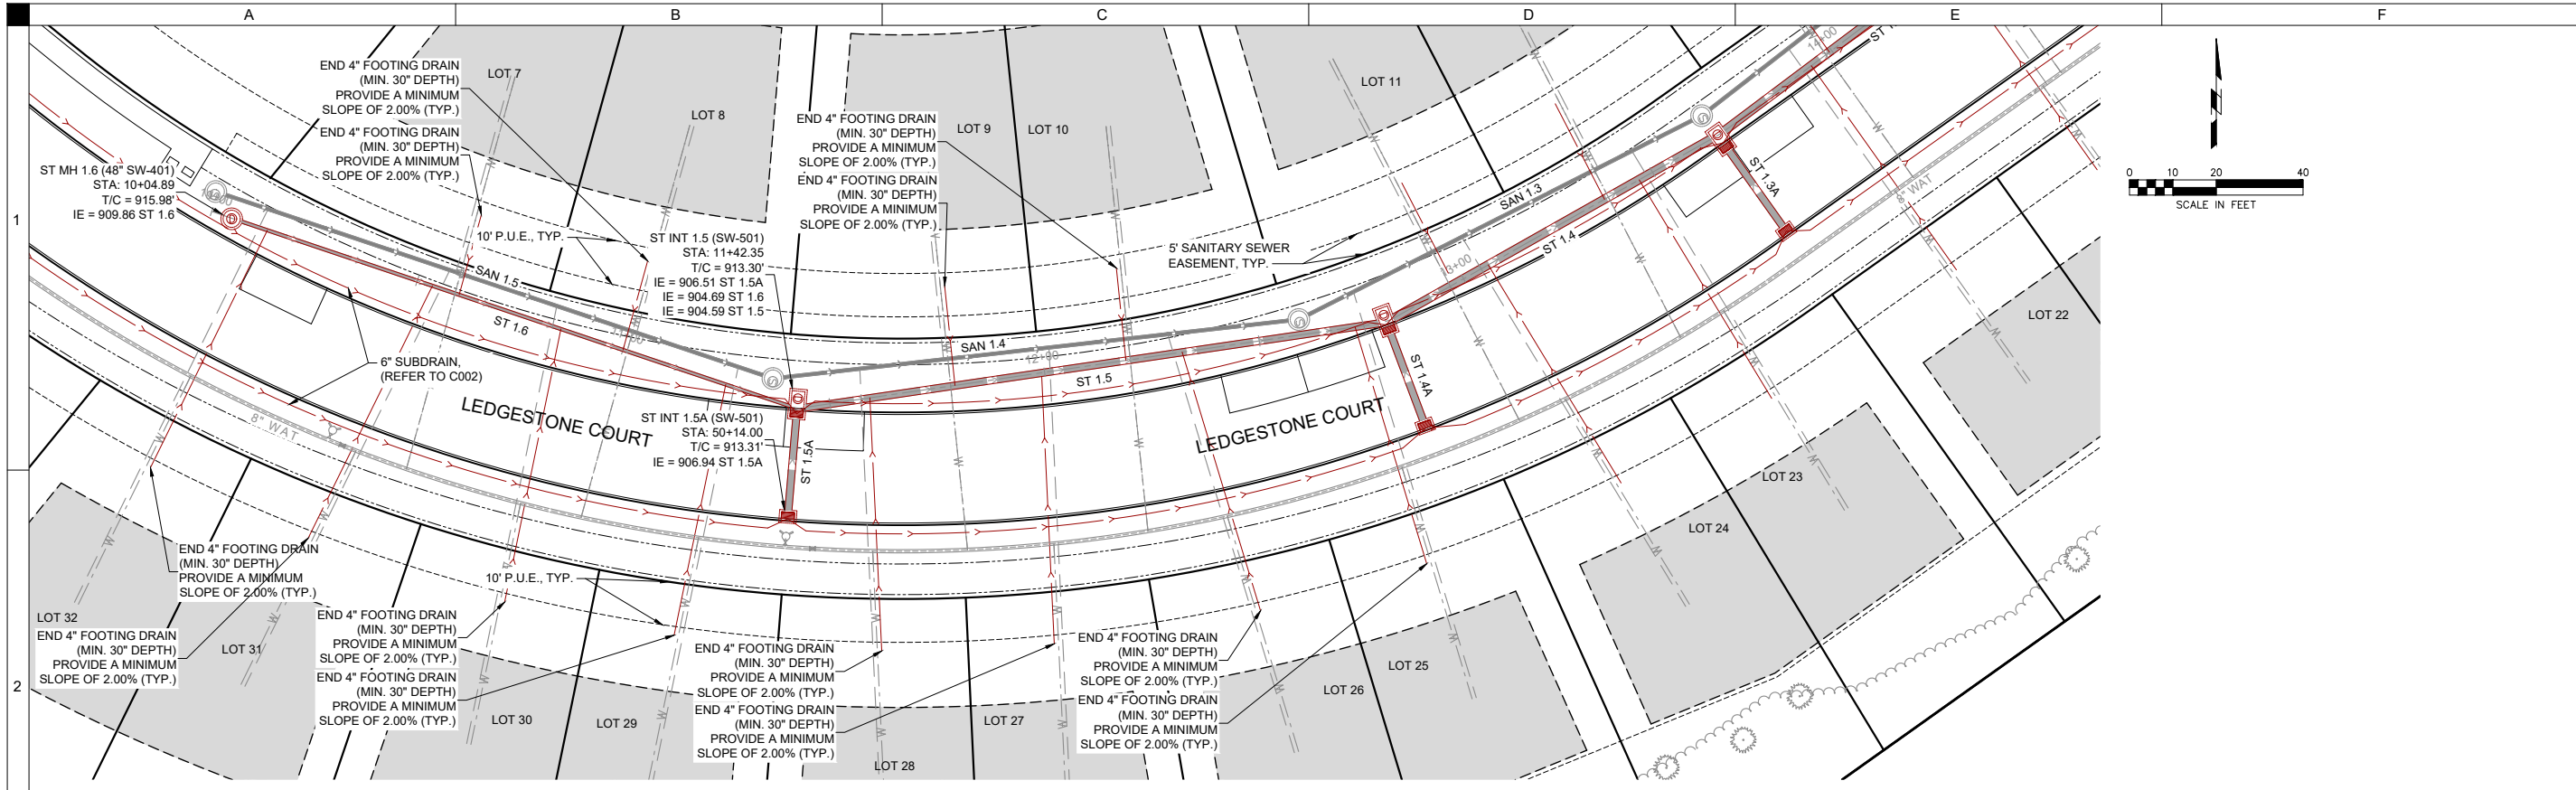 A
B
C
D
E
F
1
2
END 4" FOOTING DRAIN
(MIN. 30" DEPTH)
PROVIDE A MINIMUM
SLOPE OF 2.00% (TYP.)
END 4" FOOTING DRAIN
(MIN. 30" DEPTH)
PROVIDE A MINIMUM
SLOPE OF 2.00% (TYP.)
ST MH 1.6 (48" SW-401)
STA: 10+04.89
T/C = 915.98'
IE = 909.86 ST 1.6
LOT 7
LOT 8
END 4" FOOTING DRAIN
(MIN. 30" DEPTH)
PROVIDE A MINIMUM
SLOPE OF 2.00% (TYP.)
END 4" FOOTING DRAIN
(MIN. 30" DEPTH)
PROVIDE A MINIMUM
SLOPE OF 2.00% (TYP.)
LOT 9
LOT 10
LOT 11
10' P.U.E., TYP.
ST INT 1.5 (SW-501)
STA: 11+42.35
T/C = 913.30'
IE = 906.51 ST 1.5A
IE = 904.69 ST 1.6
IE = 904.59 ST 1.5
5' SANITARY SEWER
EASEMENT, TYP.
SAN 1.5
SAN 1.4
SAN 1.3
ST 1.6
ST 1.5
ST 1.4
ST 1.3A
ST 1.4A
ST 1.5A
12+00
13+00
14+00
8" WAT
8" WAT
6" SUBDRAIN,
(REFER TO C002)
LEDGESTONE COURT
LEDGESTONE COURT
ST INT 1.5A (SW-501)
STA: 50+14.00
T/C = 913.31'
IE = 906.94 ST 1.5A
0 10 20 40
SCALE IN FEET
LOT 22
LOT 23
LOT 24
LOT 25
LOT 26
LOT 27
LOT 28
LOT 29
LOT 30
LOT 31
LOT 32
END 4" FOOTING DRAIN
(MIN. 30" DEPTH)
PROVIDE A MINIMUM
SLOPE OF 2.00% (TYP.)
END 4" FOOTING DRAIN
(MIN. 30" DEPTH)
PROVIDE A MINIMUM
SLOPE OF 2.00% (TYP.)
10' P.U.E., TYP.
END 4" FOOTING DRAIN
(MIN. 30" DEPTH)
PROVIDE A MINIMUM
SLOPE OF 2.00% (TYP.)
END 4" FOOTING DRAIN
(MIN. 30" DEPTH)
PROVIDE A MINIMUM
SLOPE OF 2.00% (TYP.)
END 4" FOOTING DRAIN
(MIN. 30" DEPTH)
PROVIDE A MINIMUM
SLOPE OF 2.00% (TYP.)
END 4" FOOTING DRAIN
(MIN. 30" DEPTH)
PROVIDE A MINIMUM
SLOPE OF 2.00% (TYP.)
END 4" FOOTING DRAIN
(MIN. 30" DEPTH)
PROVIDE A MINIMUM
SLOPE OF 2.00% (TYP.)
END 4" FOOTING DRAIN
(MIN. 30" DEPTH)
PROVIDE A MINIMUM
SLOPE OF 2.00% (TYP.)